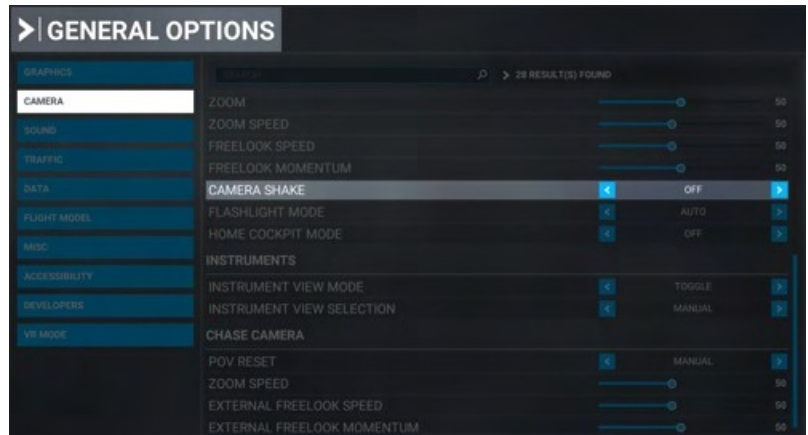 GENERAL OPTIONS
GRAPHICS
CAMERA
SOUND
TRAFFIC
DATA
FLIGHT MODEL
MISC
ACCESSIBILITY
DEVELOPERS
VR MODE
SEARCH
> 28 RESULT(S) FOUND
ZOOM 50
ZOOM SPEED 50
FREELOOK SPEED 50
FREELOOK MOMENTUM 50
CAMERA SHAKE OFF
FLASHLIGHT MODE AUTO
HOME COCKPIT MODE OFF
INSTRUMENTS
INSTRUMENT VIEW MODE TOGGLE
INSTRUMENT VIEW SELECTION MANUAL
CHASE CAMERA
POV RESET MANUAL
ZOOM SPEED 50
EXTERNAL FREELOOK SPEED 50
EXTERNAL FREELOOK MOMENTUM 50